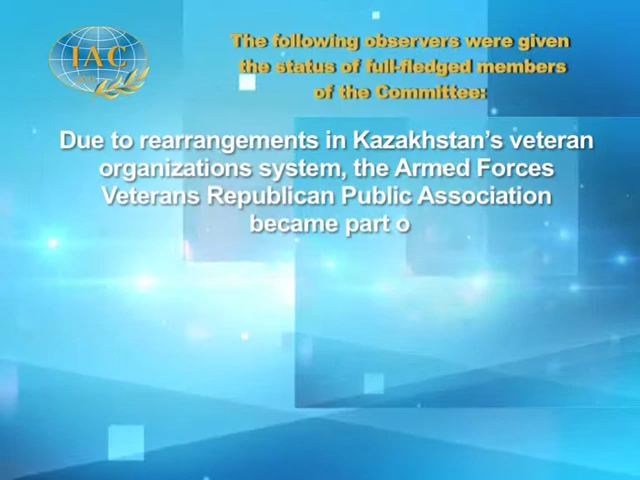 IAC
The following observers were given
the status of full-fledged members
of the Committee:
Due to rearrangements in Kazakhstan's veteran
organizations system, the Armed Forces
Veterans Republican Public Association
became part o